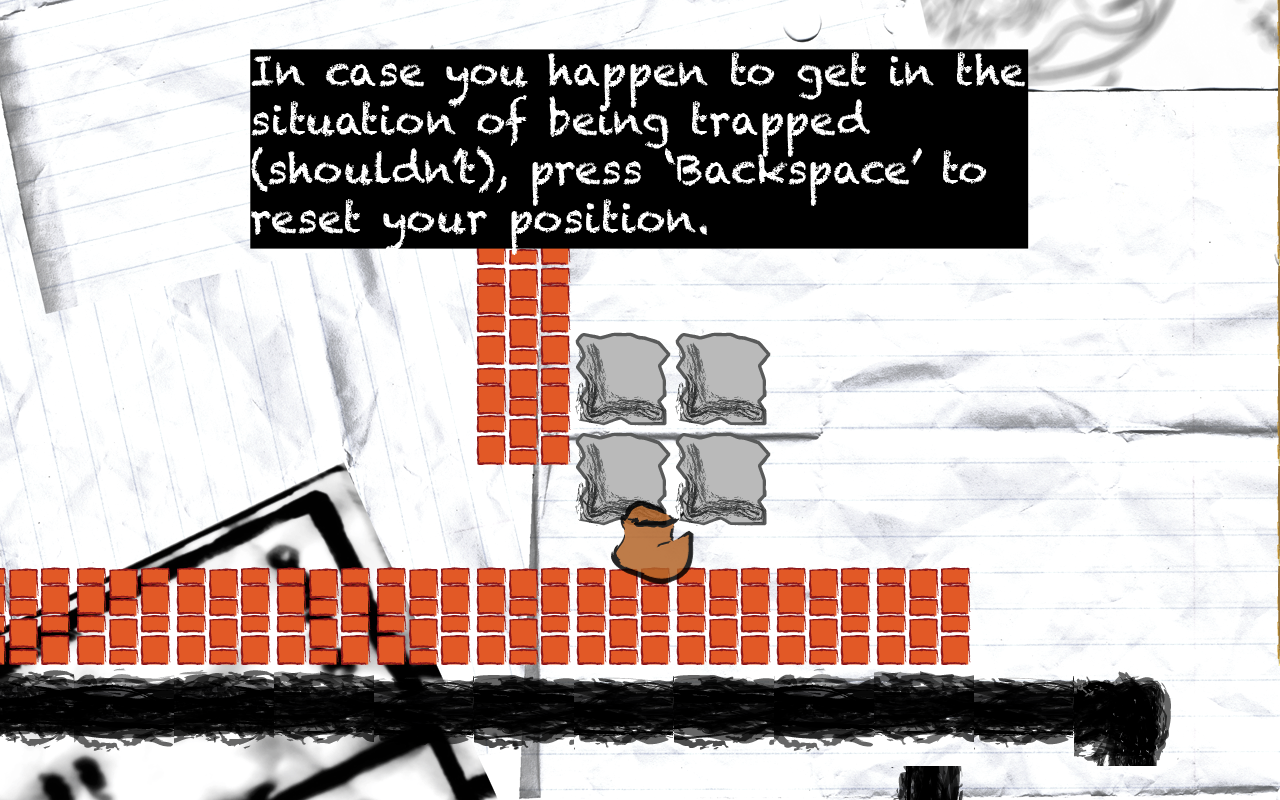 In case you happen to get in the
situation of being trapped
(shouldn't), press 'Backspace' to
reset your position.